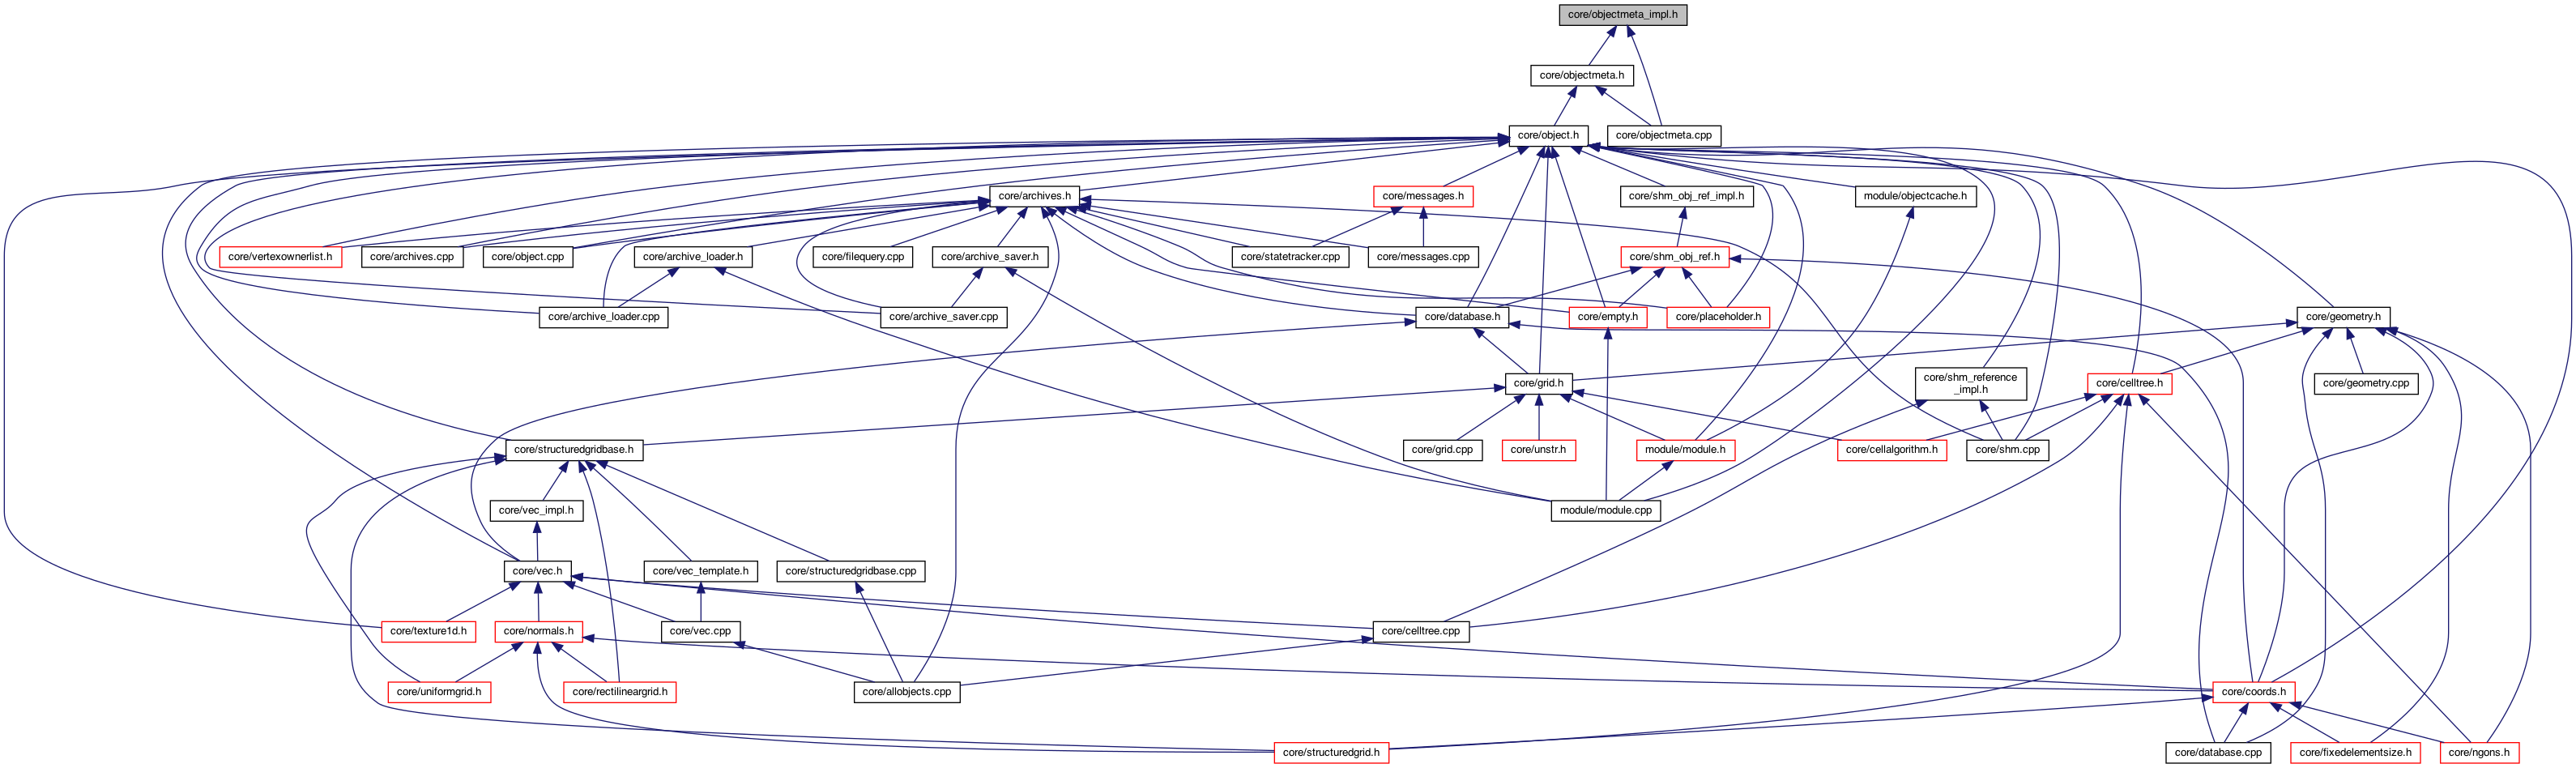 core/objectmeta_impl.h
core/objectmeta.h
core/object.h
core/objectmeta.cpp
core/archives.h
core/messages.h
core/shm_obj_ref_impl.h
module/objectcache.h
core/vertexownerlist.h
core/archives.cpp
core/object.cpp
core/archive_loader.h
core/filequery.cpp
core/archive_saver.h
core/statetracker.cpp
core/messages.cpp
core/shm_obj_ref.h
core/archive_loader.cpp
core/archive_saver.cpp
core/database.h
core/empty.h
core/placeholder.h
core/geometry.h
core/grid.h
core/shm_reference
_impl.h
core/celltree.h
core/geometry.cpp
core/structuredgridbase.h
core/grid.cpp
core/unstr.h
module/module.h
core/cellalgorithm.h
core/shm.cpp
core/vec_impl.h
module/module.cpp
core/vec.h
core/vec_template.h
core/structuredgridbase.cpp
core/texture1d.h
core/normals.h
core/vec.cpp
core/celltree.cpp
core/uniformgrid.h
core/rectilineargrid.h
core/allobjects.cpp
core/coords.h
core/structuredgrid.h
core/database.cpp
core/fixedelementsize.h
core/ngons.h